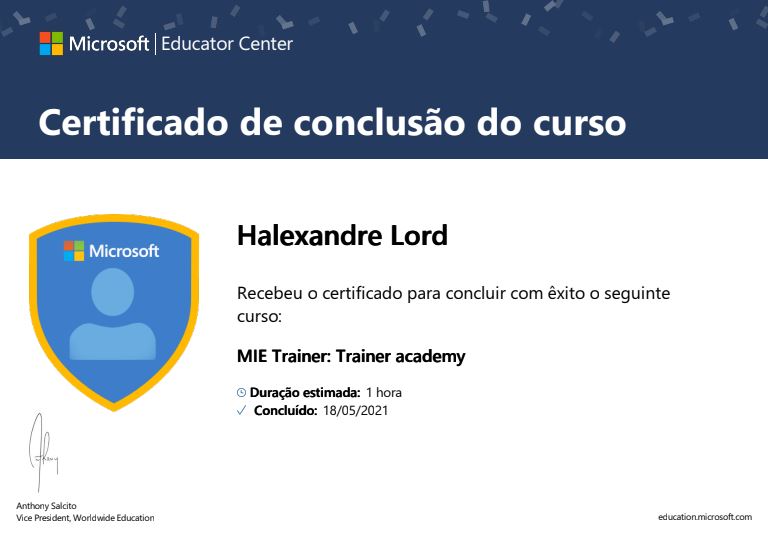 Microsoft | Educator Center
Certificado de conclusão do curso
Microsoft
Halexandre Lord
Recebeu o certificado para concluir com êxito o seguinte
curso:
MIE Trainer: Trainer academy
Duração estimada: 1 hora
Concluído: 18/05/2021
Anthony Salcito
Vice President, Worldwide Education
education.microsoft.com